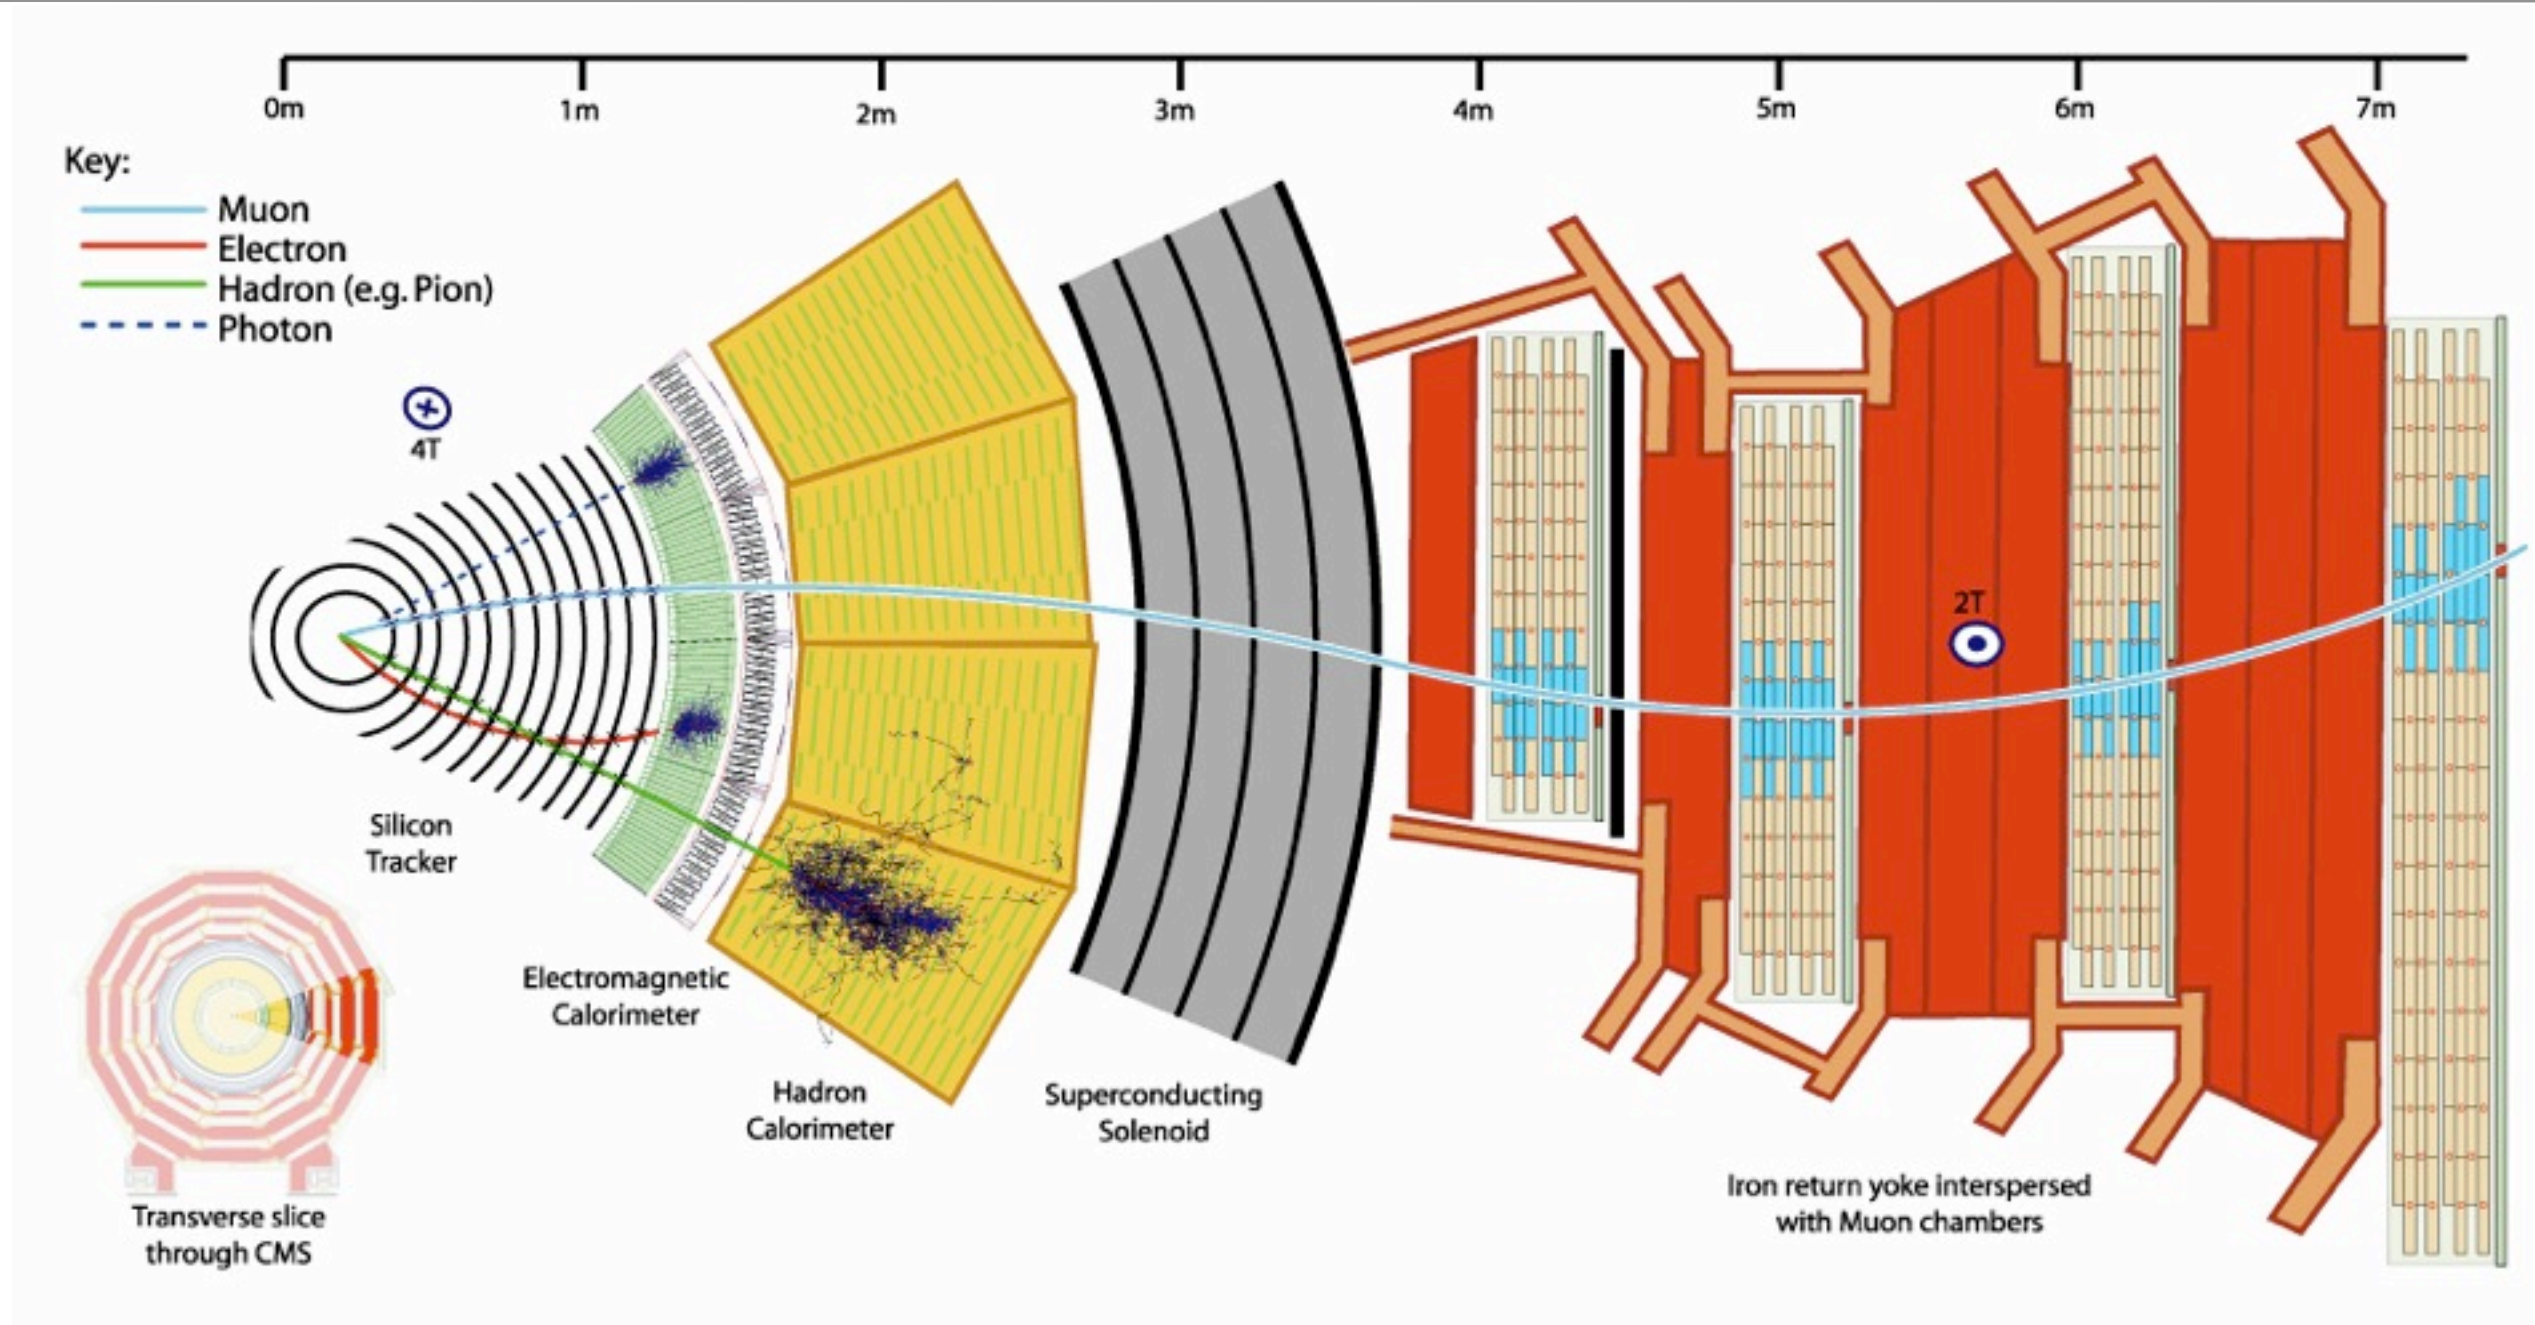 0m 1m 2m 3m 4m 5m 6m 7m
Key:
Muon
Electron
Hadron (e.g. Pion)
Photon
4T
2T
Silicon
Tracker
Electromagnetic
Calorimeter
Hadron
Calorimeter
Superconducting
Solenoid
Iron return yoke interspersed
with Muon chambers
Transverse slice
through CMS